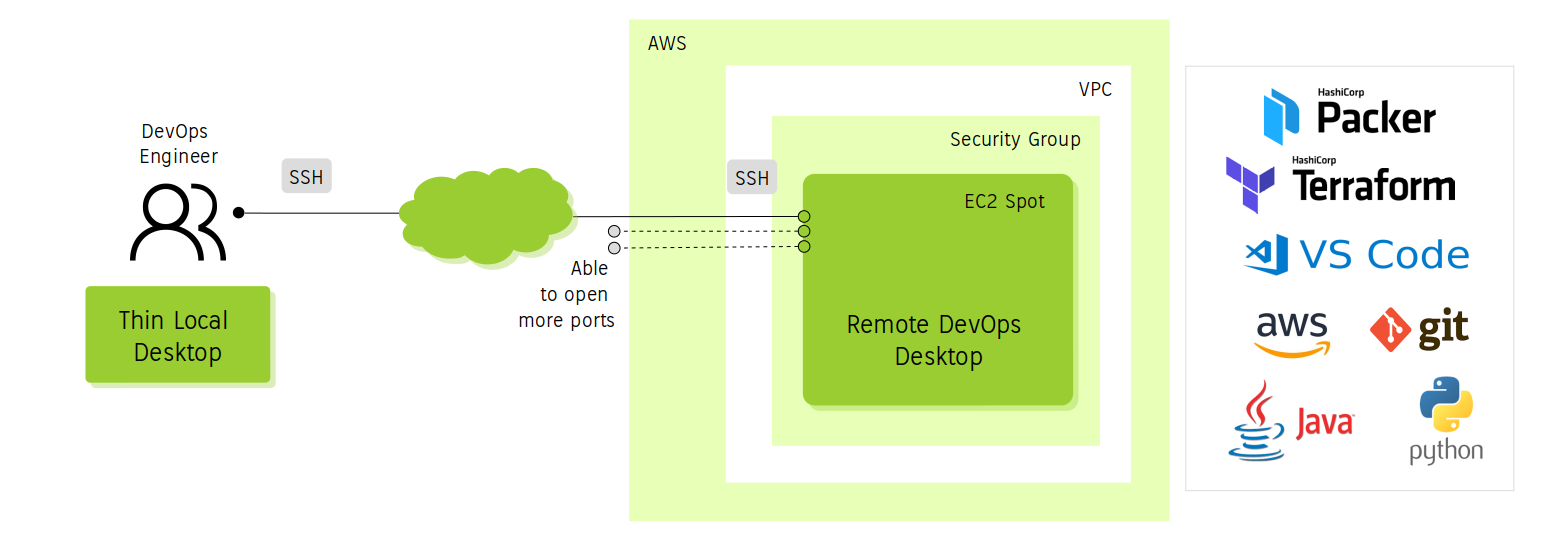 AWS
VPC
DevOps
Engineer
SSH
Security Group
SSH
EC2 Spot
Able
to open
more ports
Thin Local
Desktop
Remote DevOps
Desktop
HashiCorp
Packer
HashiCorp
Terraform
VS Code
aws
git
Java
python